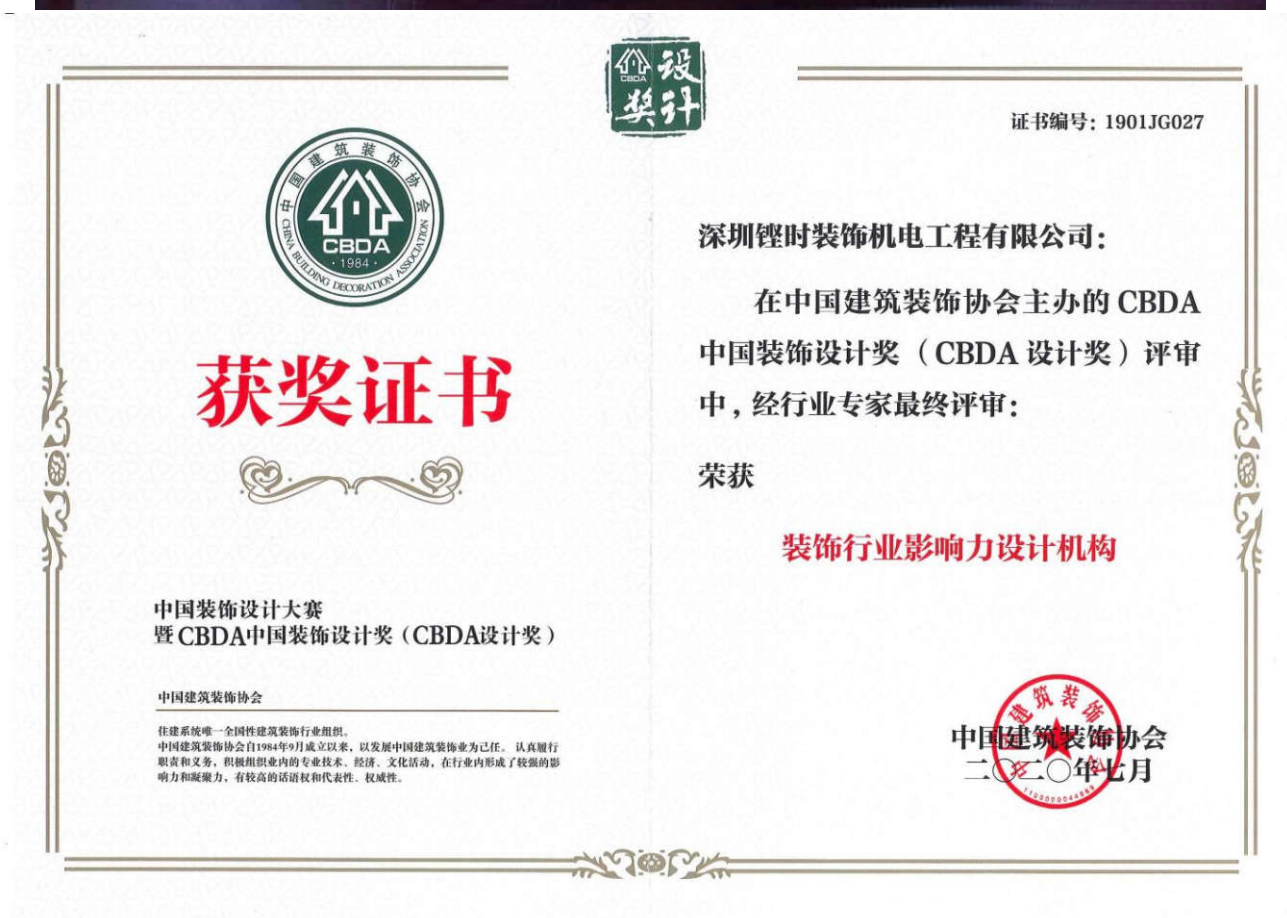 CBDA
设计奖
证书编号: 1901JG027
中国建筑装饰协会
CBDA
·1984·
CHINA BUILDING DECORATION ASSOCIATION
获奖证书
中国装饰设计大赛
暨CBDA中国装饰设计奖（CBDA设计奖）
中国建筑装饰协会
住建系统唯一全国性建筑装饰行业组织。
中国建筑装饰协会自1984年9月成立以来，以发展中国建筑装饰业为己任。 认真履行
职责和义务，积极组织业内的专业技术、经济、文化活动，在行业内形成了较强的影
响力和凝聚力，有较高的话语权和代表性、权威性。
深圳铿时装饰机电工程有限公司:
在中国建筑装饰协会主办的 CBDA
中国装饰设计奖（CBDA 设计奖）评审
中，经行业专家最终评审:
荣获
装饰行业影响力设计机构
中国建筑装饰协会
中国建筑装饰协会
二〇二〇年七月